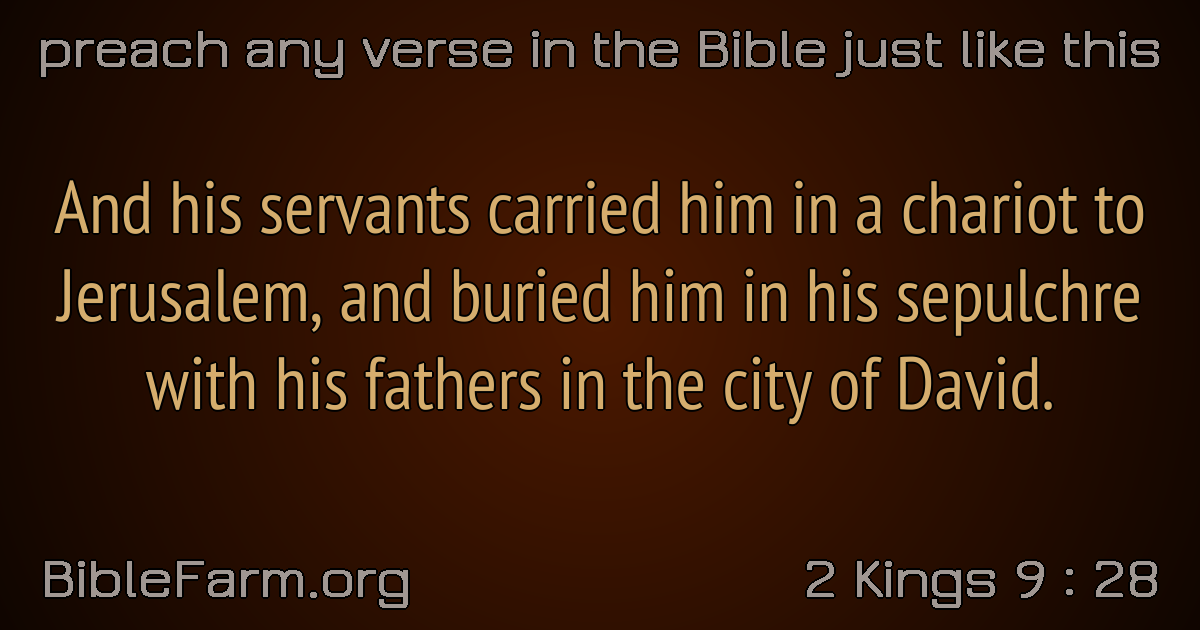 preach any verse in the Bible just like this
And his servants carried him in a chariot to
Jerusalem, and buried him in his sepulchre
with his fathers in the city of David.
BibleFarm.org
2 Kings 9 : 28